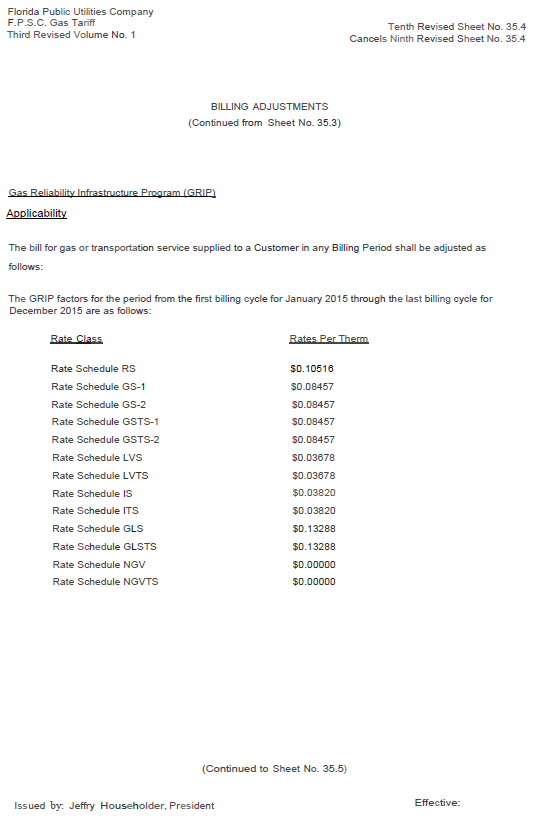 Florida Public Utilities Company
F.P.S.C. Gas Tariff
Third Revised Volume No. 1
Tenth Revised Sheet No. 35.4
Cancels Ninth Revised Sheet No. 35.4
BILLING ADJUSTMENTS
(Continued from Sheet No. 35.3)
Gas Reliability Infrastructure Program (GRIP)
Applicability
The bill for gas or transportation service supplied to a Customer in any Billing Period shall be adjusted as
follows:
The GRIP factors for the period from the first billing cycle for January 2015 through the last billing cycle for
December 2015 are as follows:
Rate Class Rates Per Therm
Rate Schedule RS $0.10516
Rate Schedule GS-1 $0.08457
Rate Schedule GS-2 $0.08457
Rate Schedule GSTS-1 $0.08457
Rate Schedule GSTS-2 $0.08457
Rate Schedule LVS $0.03678
Rate Schedule LVTS $0.03678
Rate Schedule IS $0.03820
Rate Schedule ITS $0.03820
Rate Schedule GLS $0.13288
Rate Schedule GLSTS $0.13288
Rate Schedule NGV $0.00000
Rate Schedule NGVTS $0.00000
(Continued to Sheet No. 35.5)
Issued by: Jeffry Householder, President
Effective: